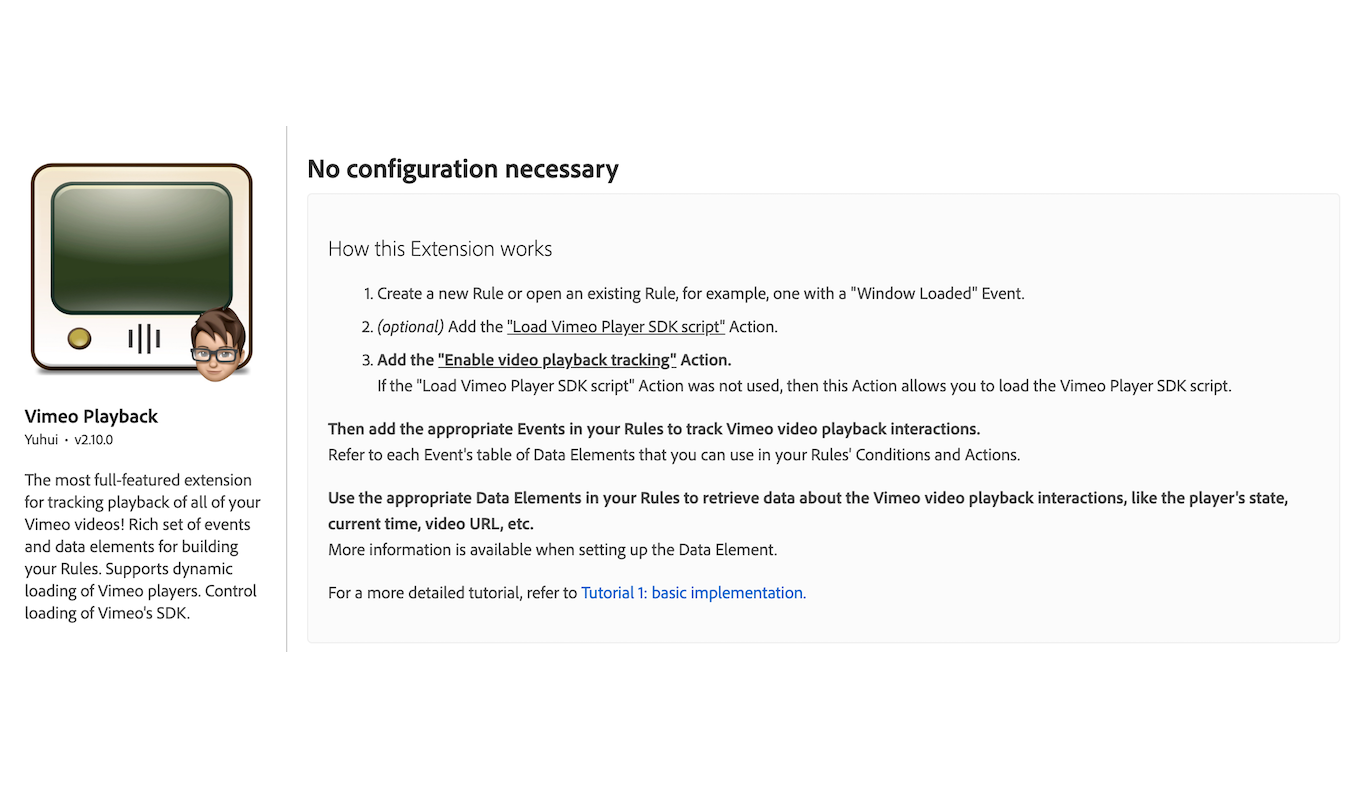 Vimeo Playback
Yuhui • v2.10.0
The most full-featured extension
for tracking playback of all of your
Vimeo videos! Rich set of events
and data elements for building
your Rules. Supports dynamic
loading of Vimeo players. Control
loading of Vimeo's SDK.
No configuration necessary
How this Extension works
1. Create a new Rule or open an existing Rule, for example, one with a "Window Loaded" Event.
2. (optional) Add the "Load Vimeo Player SDK script" Action.
3. Add the "Enable video playback tracking" Action.
If the "Load Vimeo Player SDK script" Action was not used, then this Action allows you to load the Vimeo Player SDK script.
Then add the appropriate Events in your Rules to track Vimeo video playback interactions.
Refer to each Event's table of Data Elements that you can use in your Rules' Conditions and Actions.
Use the appropriate Data Elements in your Rules to retrieve data about the Vimeo video playback interactions, like the player's state,
current time, video URL, etc.
More information is available when setting up the Data Element.
For a more detailed tutorial, refer to Tutorial 1: basic implementation.